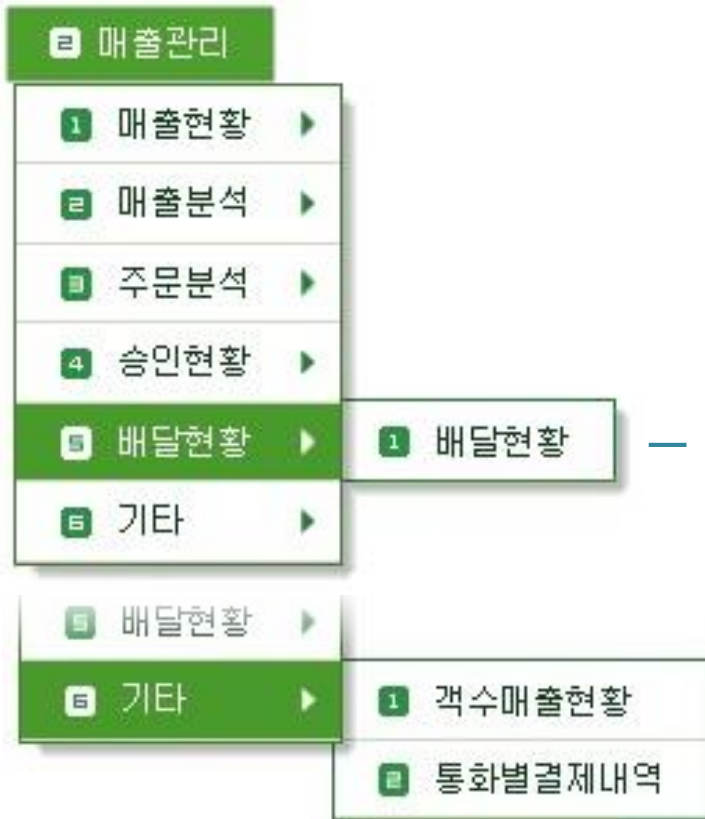 2 매출관리
1 매출현황
2 매출분석
3 주문분석
4 승인현황
5 배달현황
1 배달현황
6 기타
5 배달현황
6 기타
1 객수매출현황
2 통화별결제내역